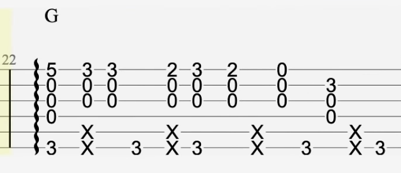 G
22
5 3 3 2 3 2 0
0 0 0 0 0 0 0 3
0 0 0 0 0 0 0 0
0 0
X X X X
3 X 3 X 3 X 3 X 3